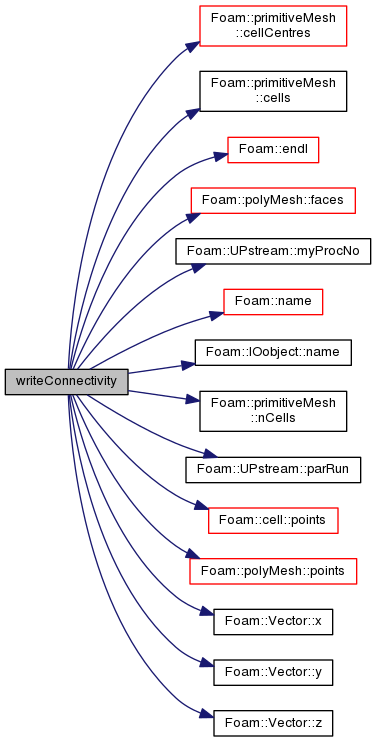 Foam::primitiveMesh
::cellCentres
Foam::primitiveMesh
::cells
Foam::endl
Foam::polyMesh::faces
Foam::UPstream::myProcNo
Foam::name
Foam::IOobject::name
writeConnectivity
Foam::primitiveMesh
::nCells
Foam::UPstream::parRun
Foam::cell::points
Foam::polyMesh::points
Foam::Vector::x
Foam::Vector::y
Foam::Vector::z